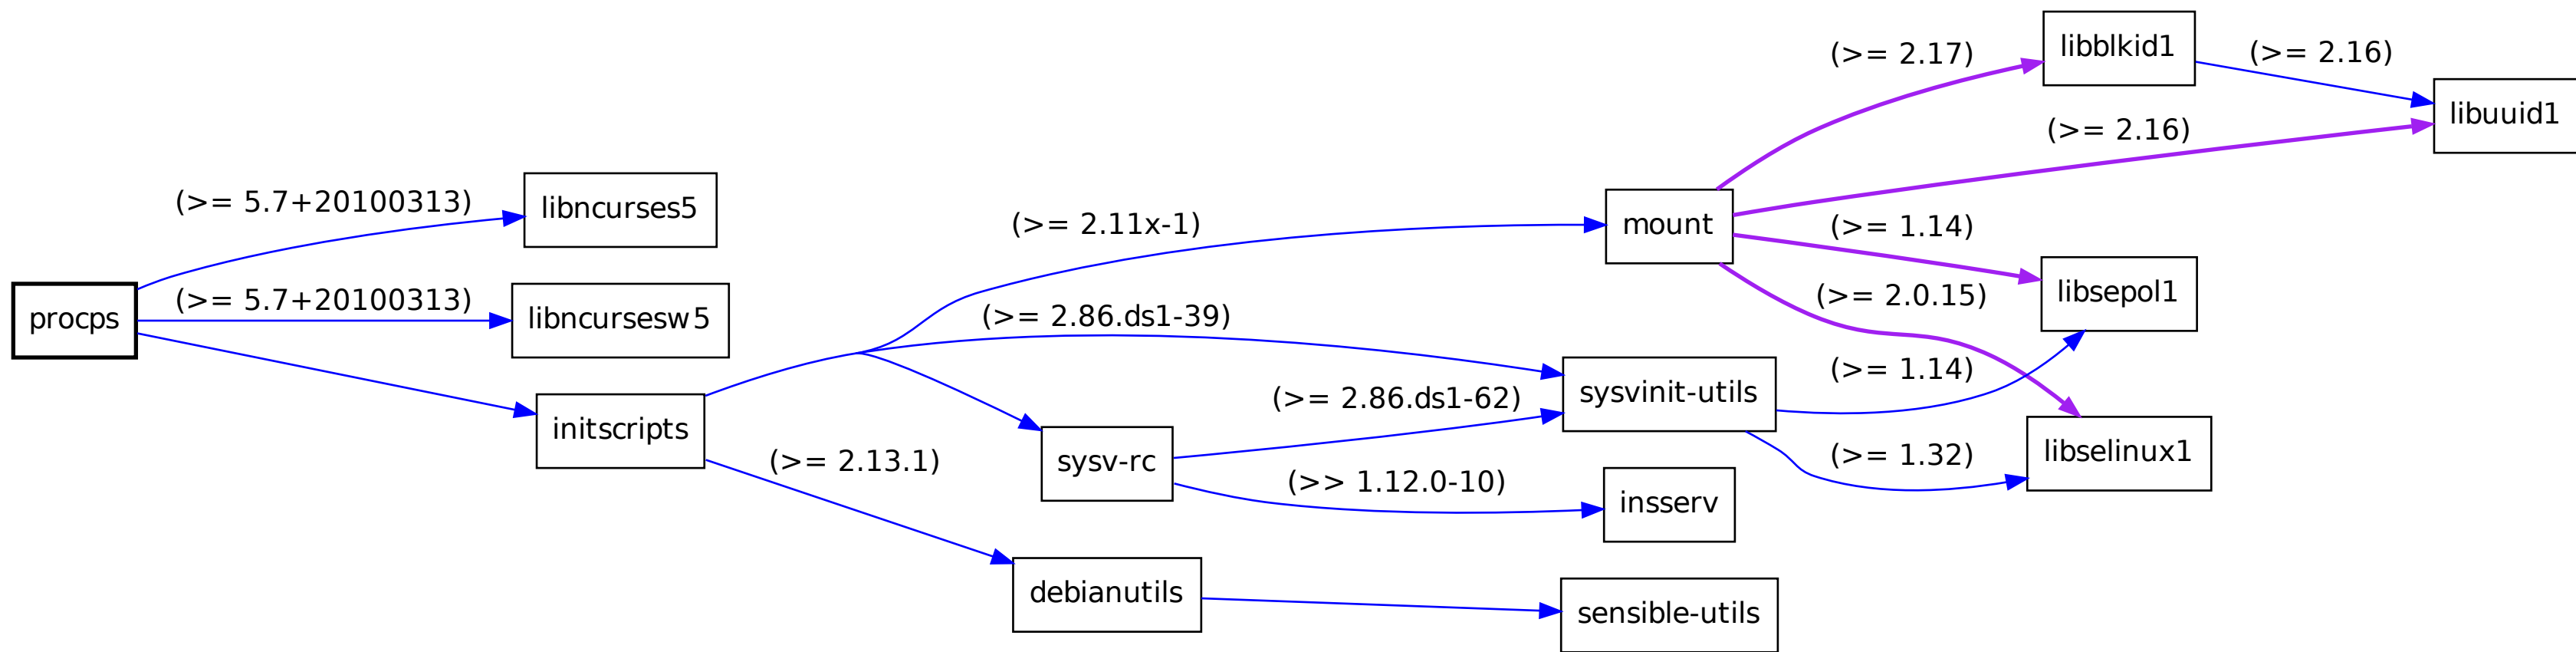 procps
(>= 5.7+20100313)
libncurses5
(>= 5.7+20100313)
libncursesw5
initscripts
(>= 2.11x-1)
(>= 2.86.ds1-39)
(>= 2.13.1)
sysv-rc
debianutils
(>= 2.86.ds1-62)
(>> 1.12.0-10)
mount
sysvinit-utils
insserv
sensible-utils
(>= 2.17)
(>= 2.16)
(>= 1.14)
(>= 2.0.15)
(>= 1.14)
(>= 1.32)
libblkid1
libsepol1
libselinux1
(>= 2.16)
libuuid1